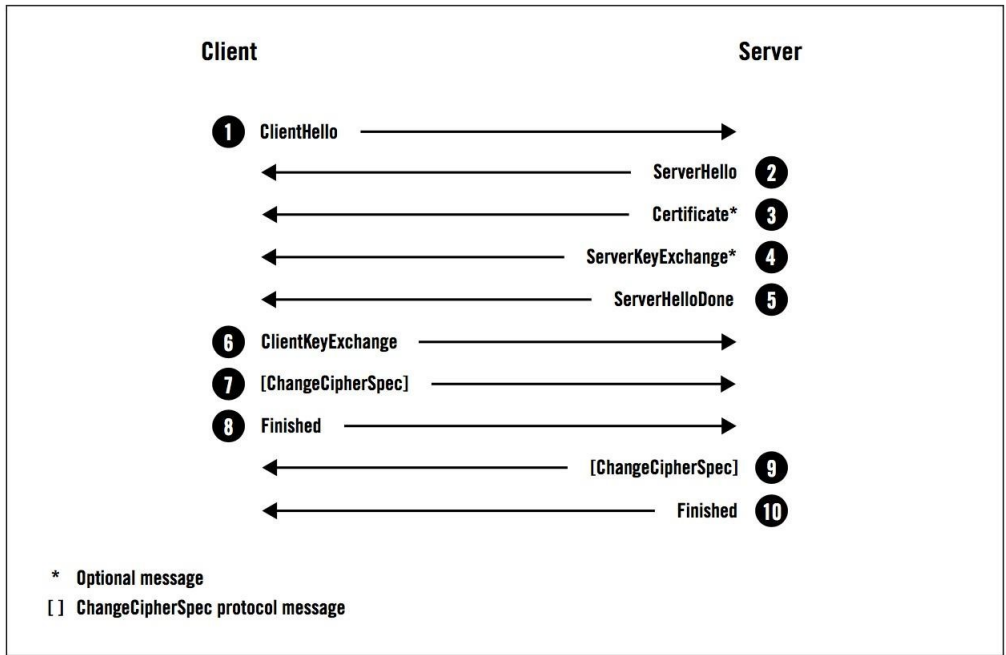 Client Server
1 ClientHello
ServerHello 2
Certificate* 3
ServerKeyExchange* 4
ServerHelloDone 5
6 ClientKeyExchange
7 [ChangeCipherSpec]
8 Finished
[ChangeCipherSpec] 9
Finished 10
* Optional message
[ ] ChangeCipherSpec protocol message